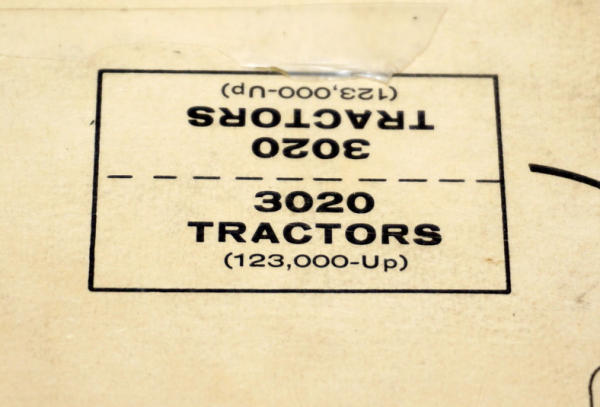 (123,000-Up)
TRACTORS
3020
3020
TRACTORS
(123,000-Up)